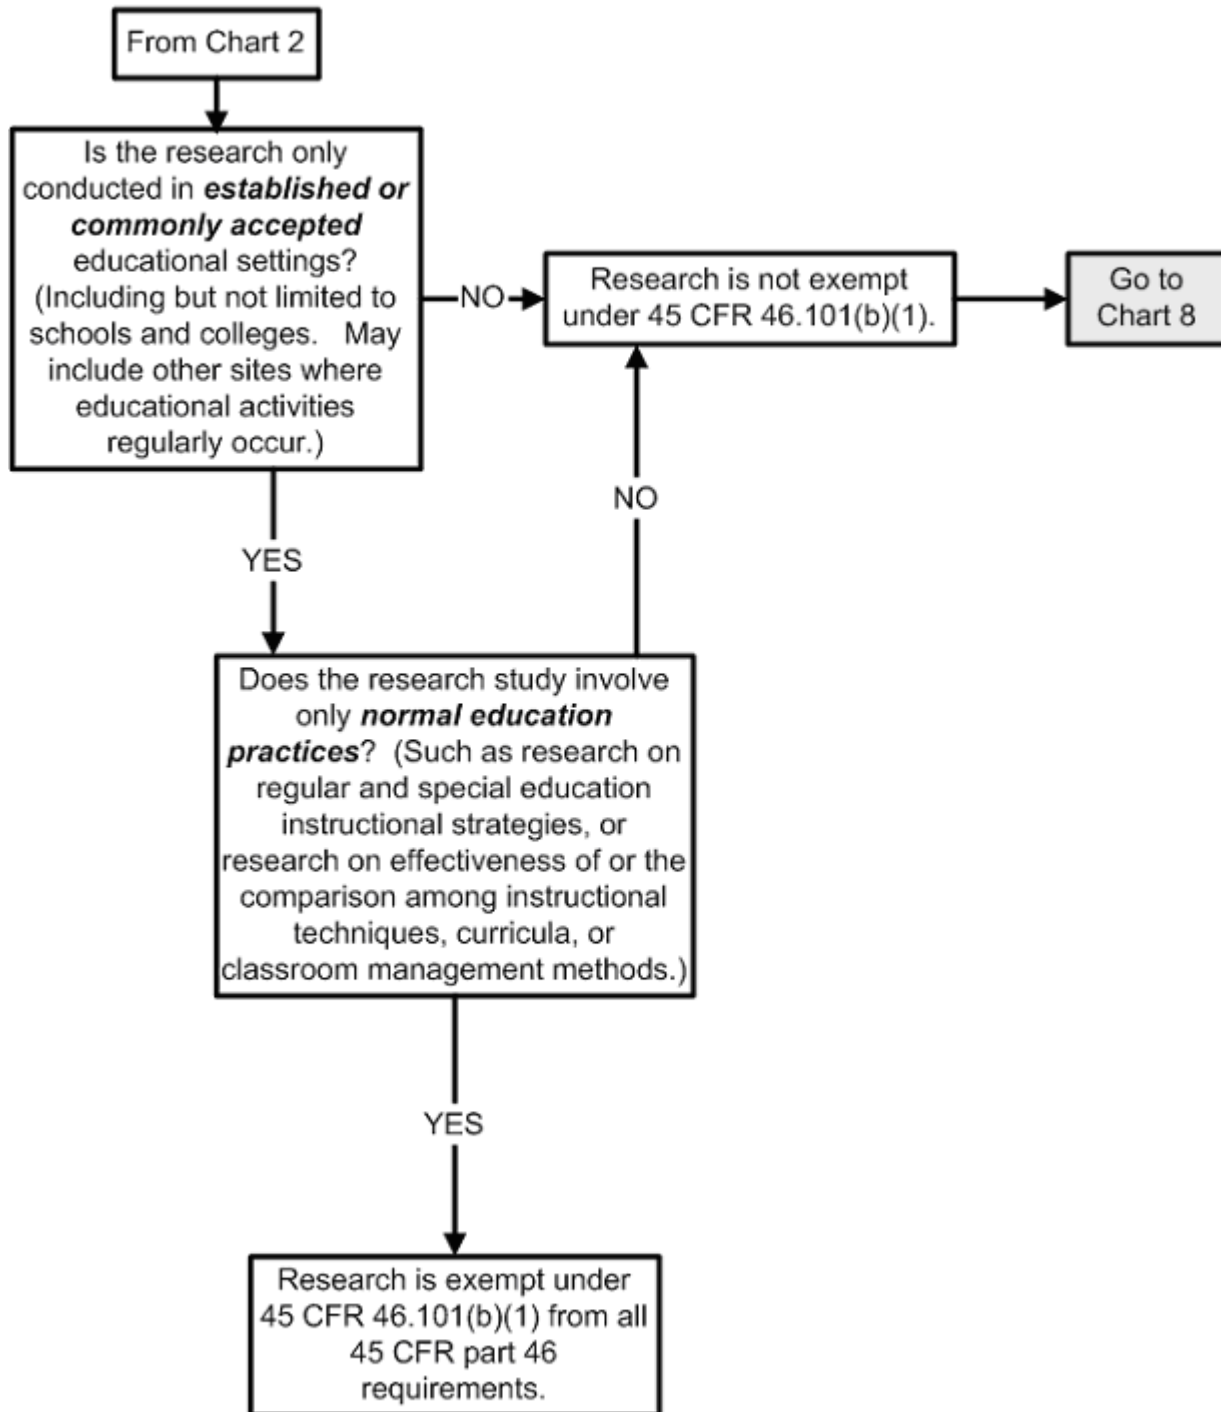 From Chart 2
Is the research only
conducted in established or
commonly accepted
educational settings?
(Including but not limited to
schools and colleges. May
include other sites where
educational activities
regularly occur.)
NO
Research is not exempt
under 45 CFR 46.101(b)(1).
Go to
Chart 8
NO
YES
Does the research study involve
only normal education
practices? (Such as research on
regular and special education
instructional strategies, or
research on effectiveness of or the
comparison among instructional
techniques, curricula, or
classroom management methods.)
YES
Research is exempt under
45 CFR 46.101(b)(1) from all
45 CFR part 46
requirements.